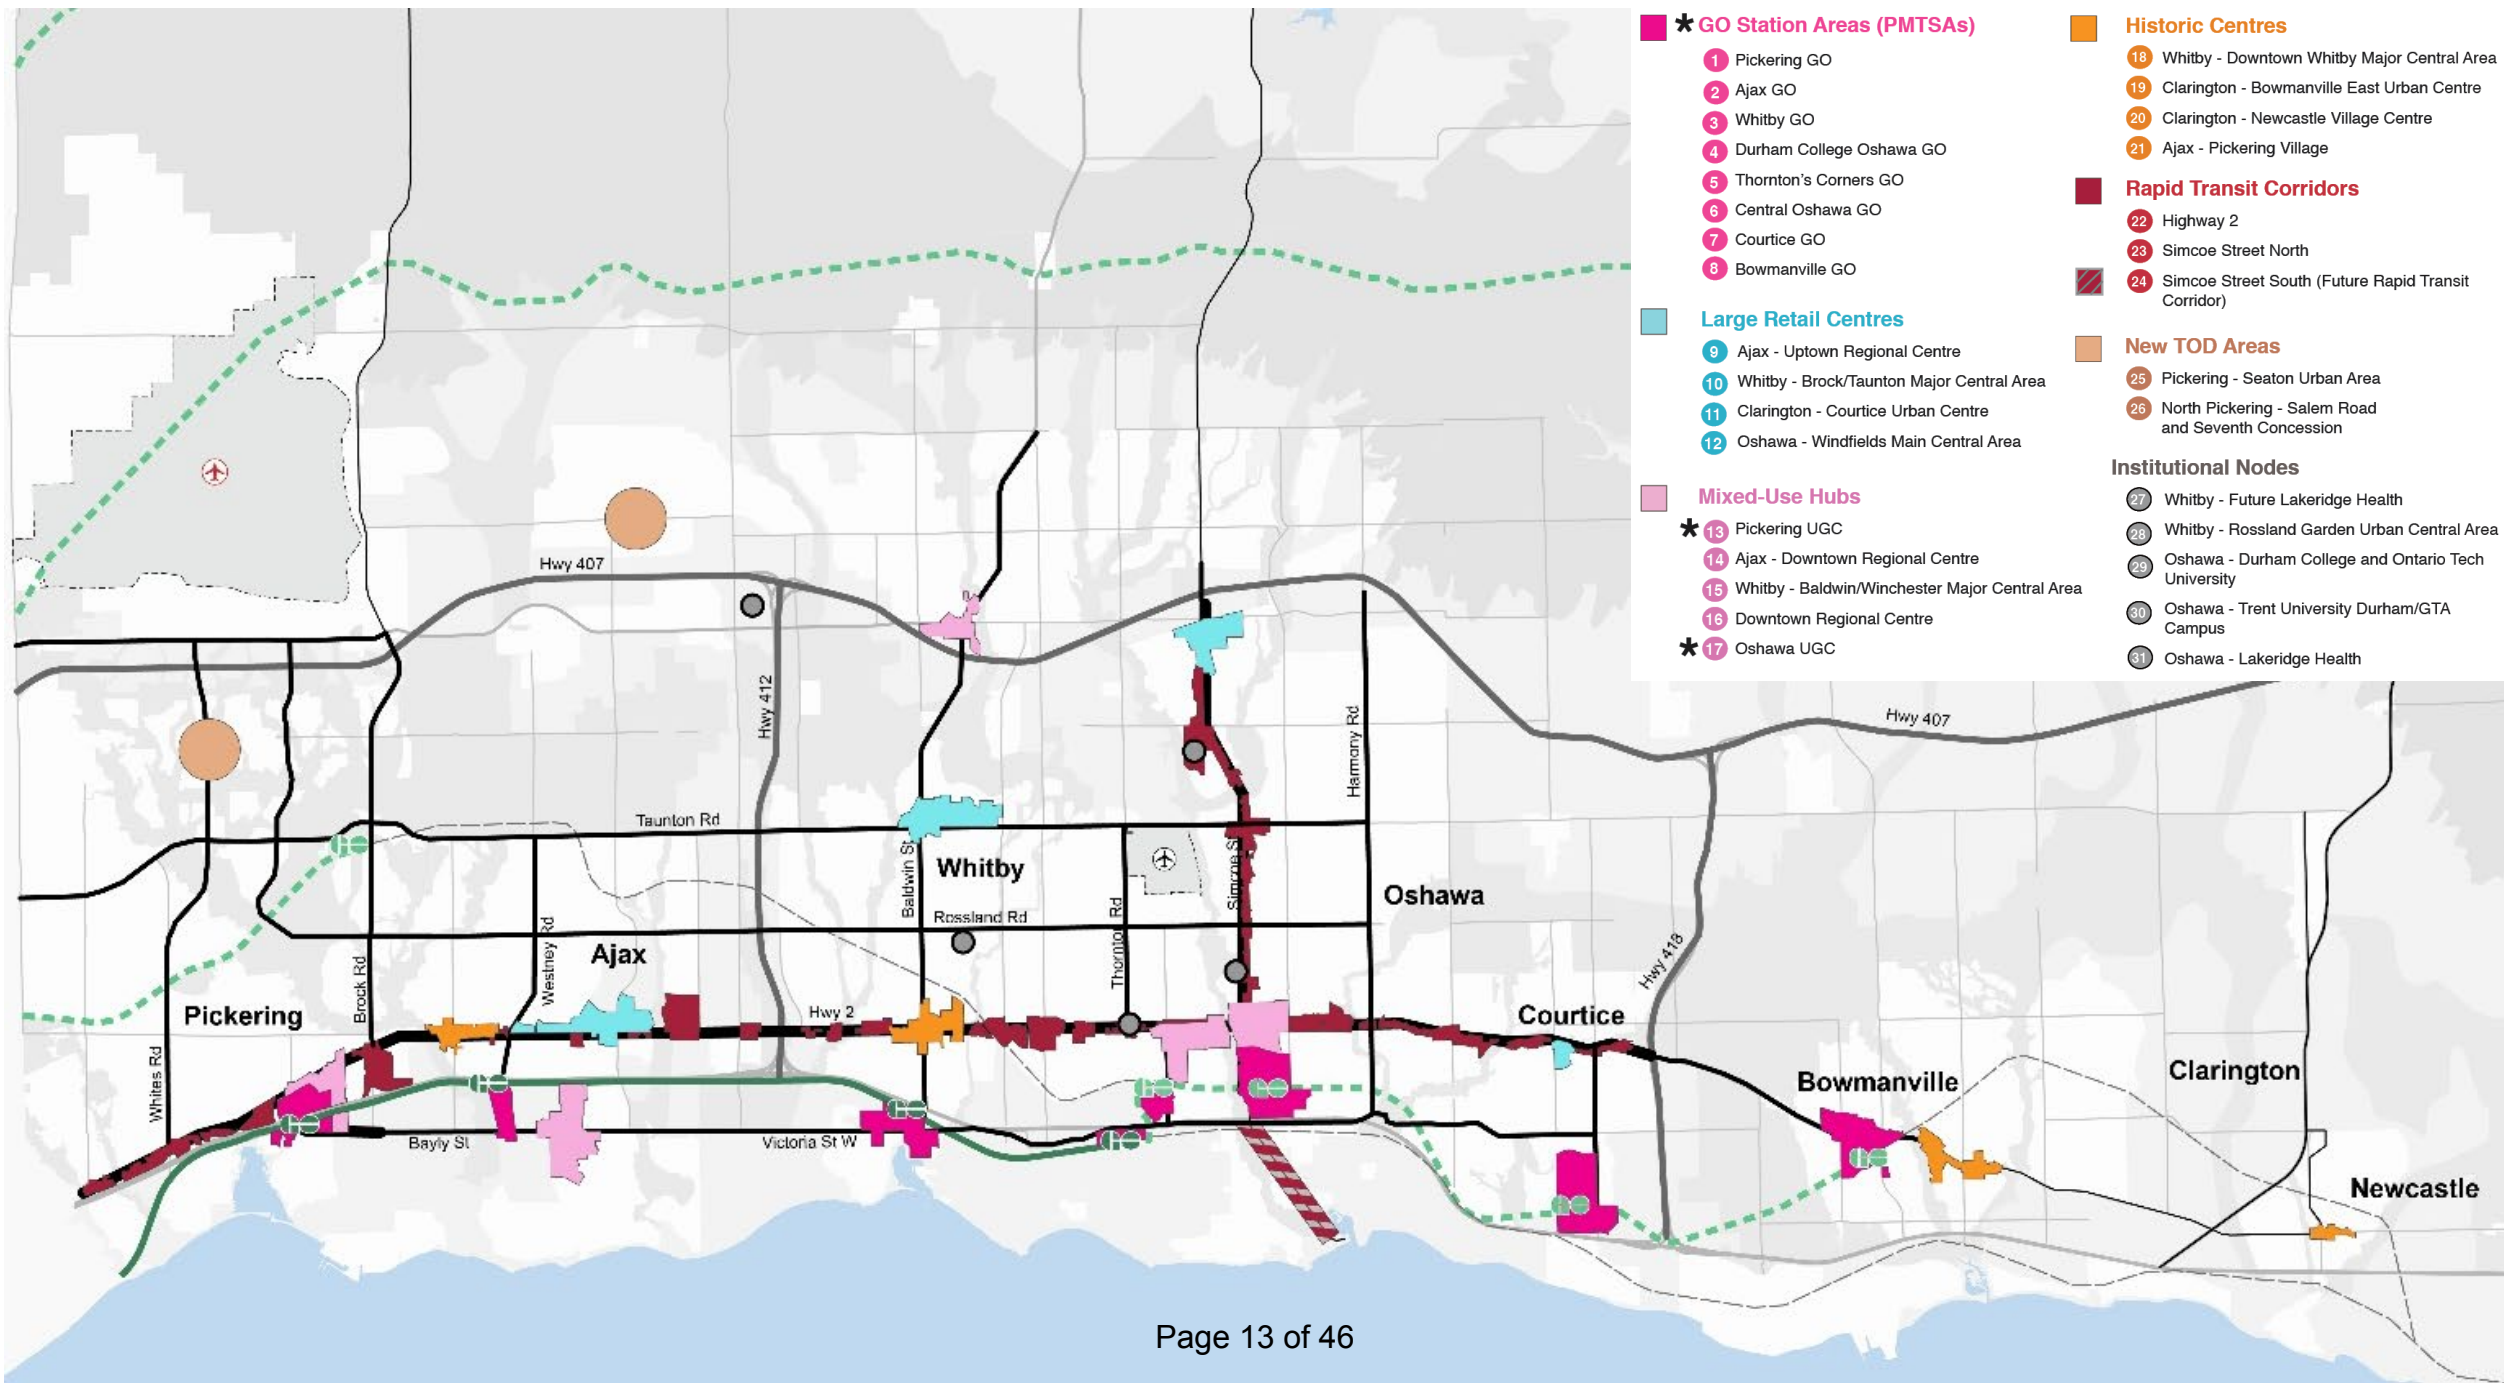 * GO Station Areas (PMTSAs)
1 Pickering GO
2 Ajax GO
3 Whitby GO
4 Durham College Oshawa GO
5 Thornton's Corners GO
6 Central Oshawa GO
7 Courtice GO
8 Bowmanville GO
Large Retail Centres
9 Ajax - Uptown Regional Centre
10 Whitby - Brock/Taunton Major Central Area
11 Clarington - Courtice Urban Centre
12 Oshawa - Windfields Main Central Area
Mixed-Use Hubs
* 13 Pickering UGC
14 Ajax - Downtown Regional Centre
15 Whitby - Baldwin/Winchester Major Central Area
16 Downtown Regional Centre
* 17 Oshawa UGC
Historic Centres
18 Whitby - Downtown Whitby Major Central Area
19 Clarington - Bowmanville East Urban Centre
20 Clarington - Newcastle Village Centre
21 Ajax - Pickering Village
Rapid Transit Corridors
22 Highway 2
23 Simcoe Street North
24 Simcoe Street South (Future Rapid Transit
Corridor)
New TOD Areas
25 Pickering - Seaton Urban Area
26 North Pickering - Salem Road
and Seventh Concession
Institutional Nodes
27 Whitby - Future Lakeridge Health
28 Whitby - Rossland Garden Urban Central Area
29 Oshawa - Durham College and Ontario Tech
University
30 Oshawa - Trent University Durham/GTA
Campus
31 Oshawa - Lakeridge Health
Hwy 407
Hwy 412
Harmony Rd
Hwy 407
Taunton Rd
Baldwin St
Whitby
Simcoe St
Oshawa
Rossland Rd
Thornton Rd
Westney Rd
Ajax
Brock Rd
Hwy 418
Pickering
Hwy 2
Courtice
Whites Rd
Bowmanville
Clarington
Bayly St
Victoria St W
Newcastle
Page 13 of 46